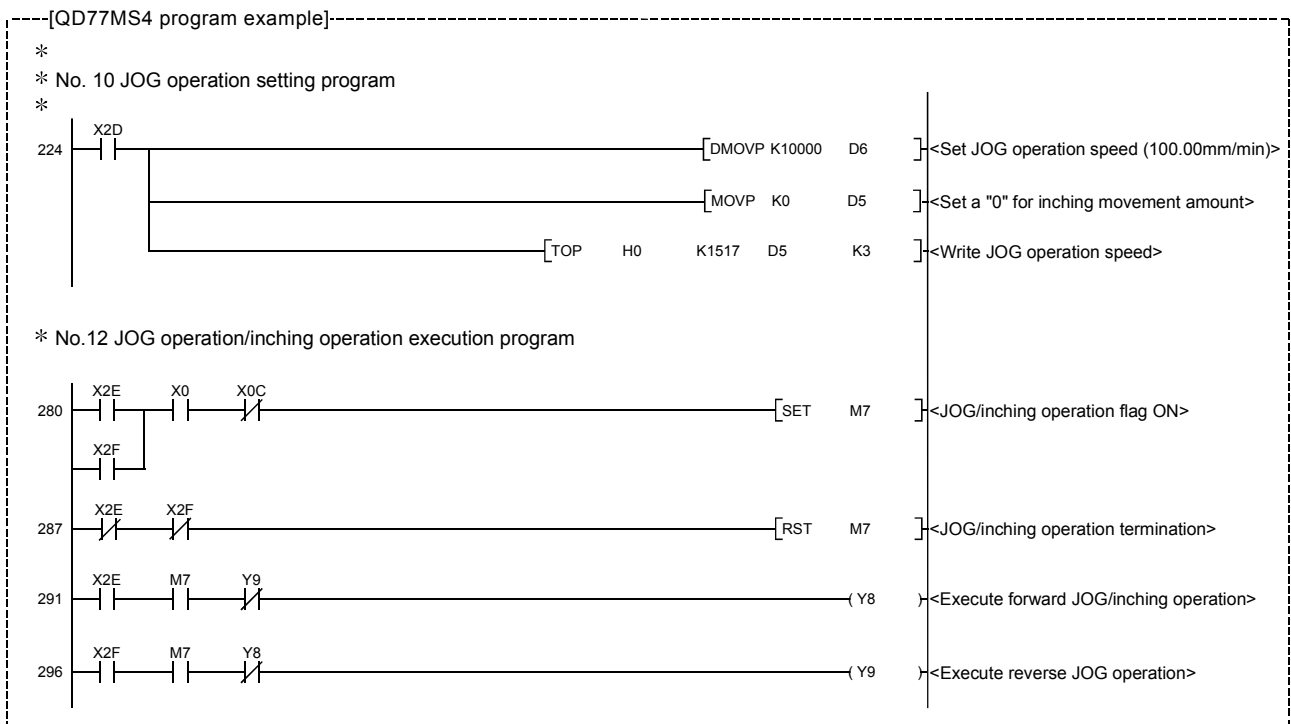 [QD77MS4 program example]
*
* No. 10 JOG operation setting program
*
X2D
224 [DMOVP K10000 D6 ] <Set JOG operation speed (100.00mm/min)>
[MOVP K0 D5 ] <Set a "0" for inching movement amount>
[TOP H0 K1517 D5 K3 ] <Write JOG operation speed>
* No.12 JOG operation/inching operation execution program
X2E X0 X0C
280 [SET M7 ] <JOG/inching operation flag ON>
X2F
X2E X2F
287 [RST M7 ] <JOG/inching operation termination>
X2E M7 Y9
291 ( Y8 ) <Execute forward JOG/inching operation>
X2F M7 Y8
296 ( Y9 ) <Execute reverse JOG operation>